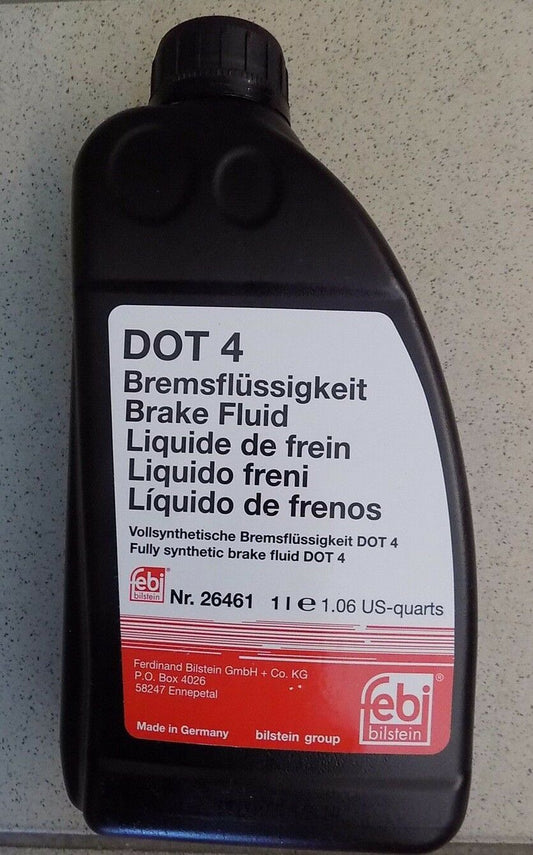 DOT 4
Bremsflüssigkeit
Brake Fluid
Liquide de frein
Liquido freni
Líquido de frenos
Vollsynthetische Bremsflüssigkeit DOT 4
Fully synthetic brake fluid DOT 4
febi
bilstein
Nr. 26461 1 l e 1.06 US-quarts
Ferdinand Bilstein GmbH + Co. KG
P.O. Box 4026
58247 Ennepetal
febi®
bilstein
Made in Germany bilstein group